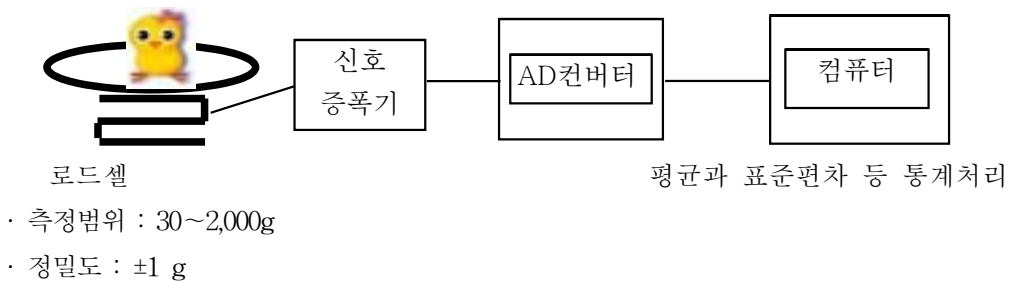 신호
증폭기
AD컨버터
컴퓨터
로드셀
평균과 표준편차 등 통계처리
· 측정범위 : 30~2,000g
· 정밀도 : ±1 g